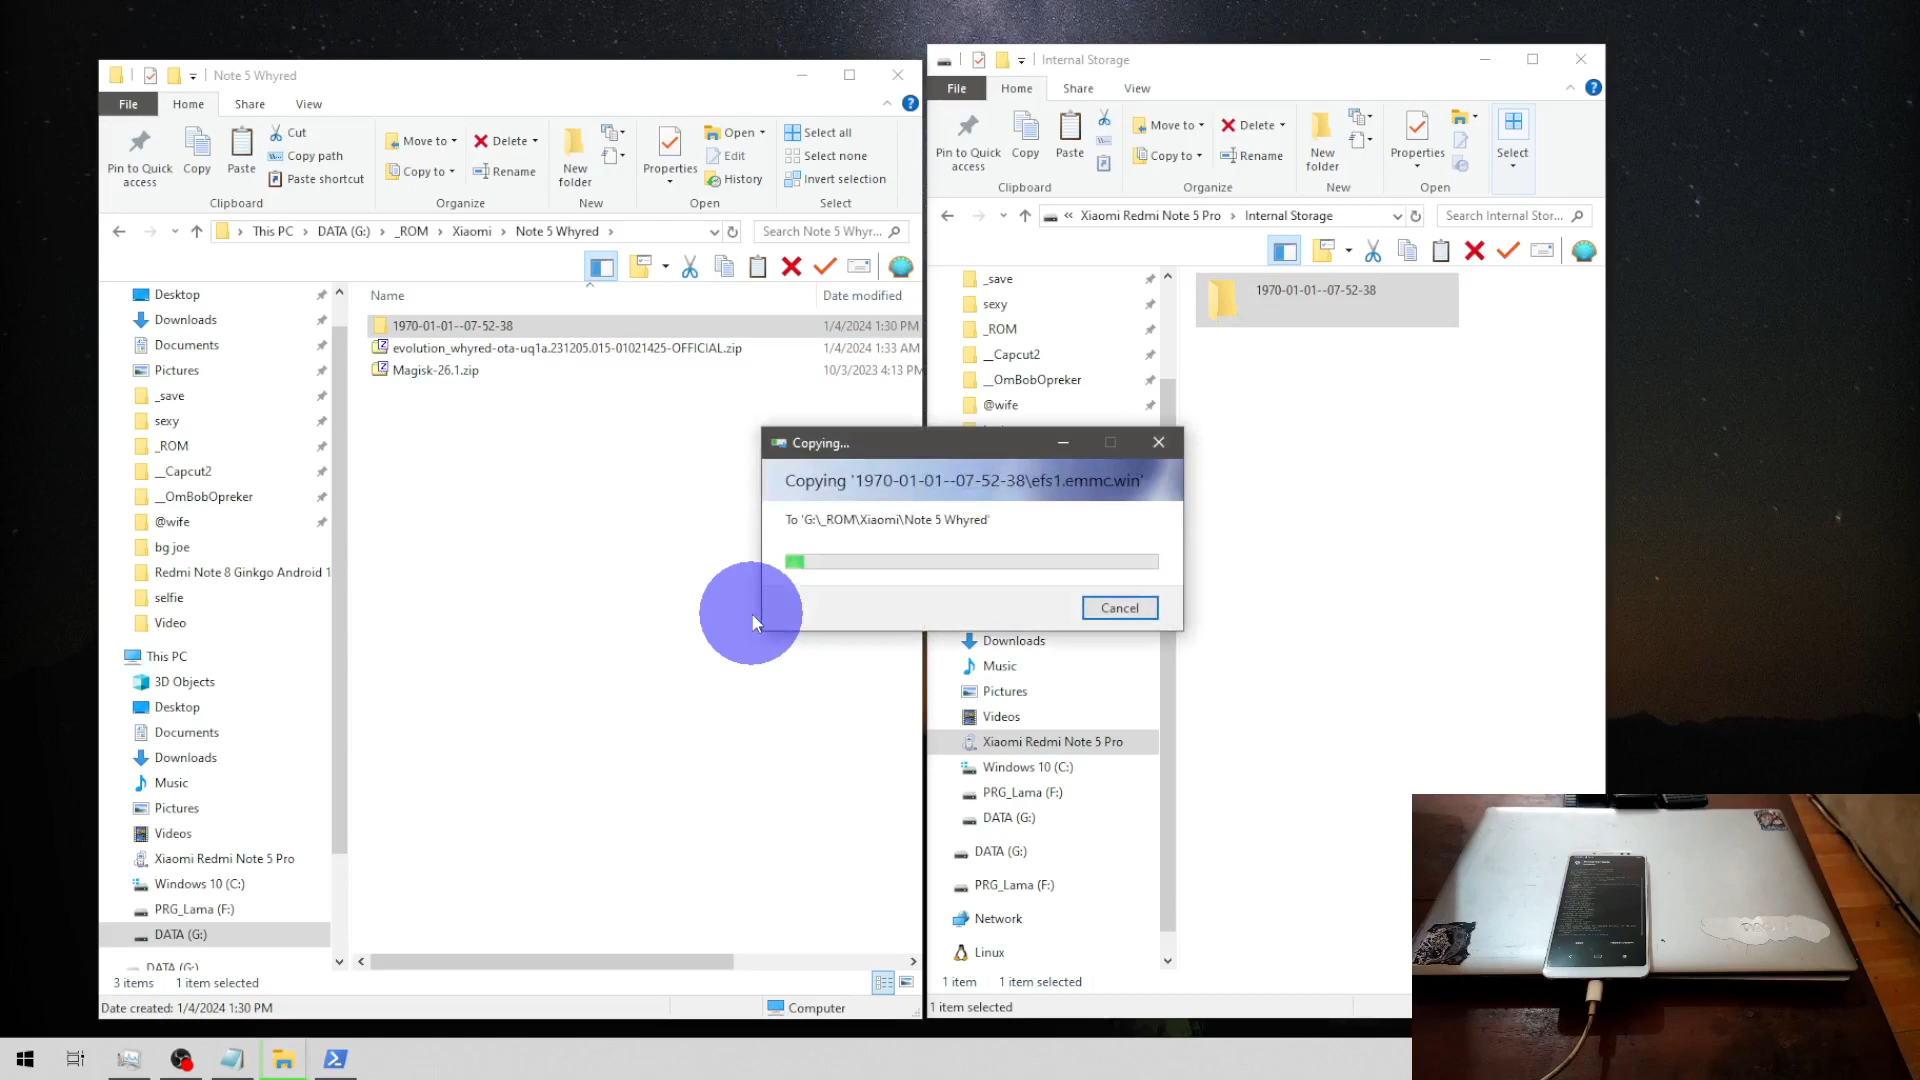 Note 5 Whyred
File
Home
Share
View
Pin to Quick access
Copy
Paste
Cut
Copy path
Paste shortcut
Clipboard
Move to
Copy to
Delete
Rename
Organize
New folder
New
Properties
Open
Edit
History
Open
Select all
Select none
Invert selection
Select
This PC > DATA (G:) > _ROM > Xiaomi > Note 5 Whyred >
Search Note 5 Whyr...
Desktop
Downloads
Documents
Pictures
_save
sexy
_ROM
__Capcut2
__OmBobOpreker
@wife
bg joe
Redmi Note 8 Ginkgo Android 1
selfie
Video
This PC
3D Objects
Desktop
Documents
Downloads
Music
Pictures
Videos
Xiaomi Redmi Note 5 Pro
Windows 10 (C:)
PRG_Lama (F:)
DATA (G:)
DATA (G:)
Name
Date modified
1970-01-01--07-52-38
1/4/2024 1:30 PM
evolution_whyred-ota-uq1a.231205.015-01021425-OFFICIAL.zip
1/4/2024 1:33 AM
Magisk-26.1.zip
10/3/2023 4:13 PM
3 items
1 item selected
Date created: 1/4/2024 1:30 PM
Computer
Internal Storage
File
Home
Share
View
Pin to Quick access
Copy
Paste
Clipboard
Move to
Copy to
Delete
Rename
Organize
New folder
New
Properties
Open
Select
« Xiaomi Redmi Note 5 Pro > Internal Storage
Search Internal Stor...
_save
sexy
_ROM
__Capcut2
__OmBobOpreker
@wife
1970-01-01--07-52-38
Copying...
Copying '1970-01-01--07-52-38\efs1.emmc.win'
To 'G:\_ROM\Xiaomi\Note 5 Whyred'
Cancel
Downloads
Music
Pictures
Videos
Xiaomi Redmi Note 5 Pro
Windows 10 (C:)
PRG_Lama (F:)
DATA (G:)
DATA (G:)
PRG_Lama (F:)
Network
Linux
1 item
1 item selected
1 item selected